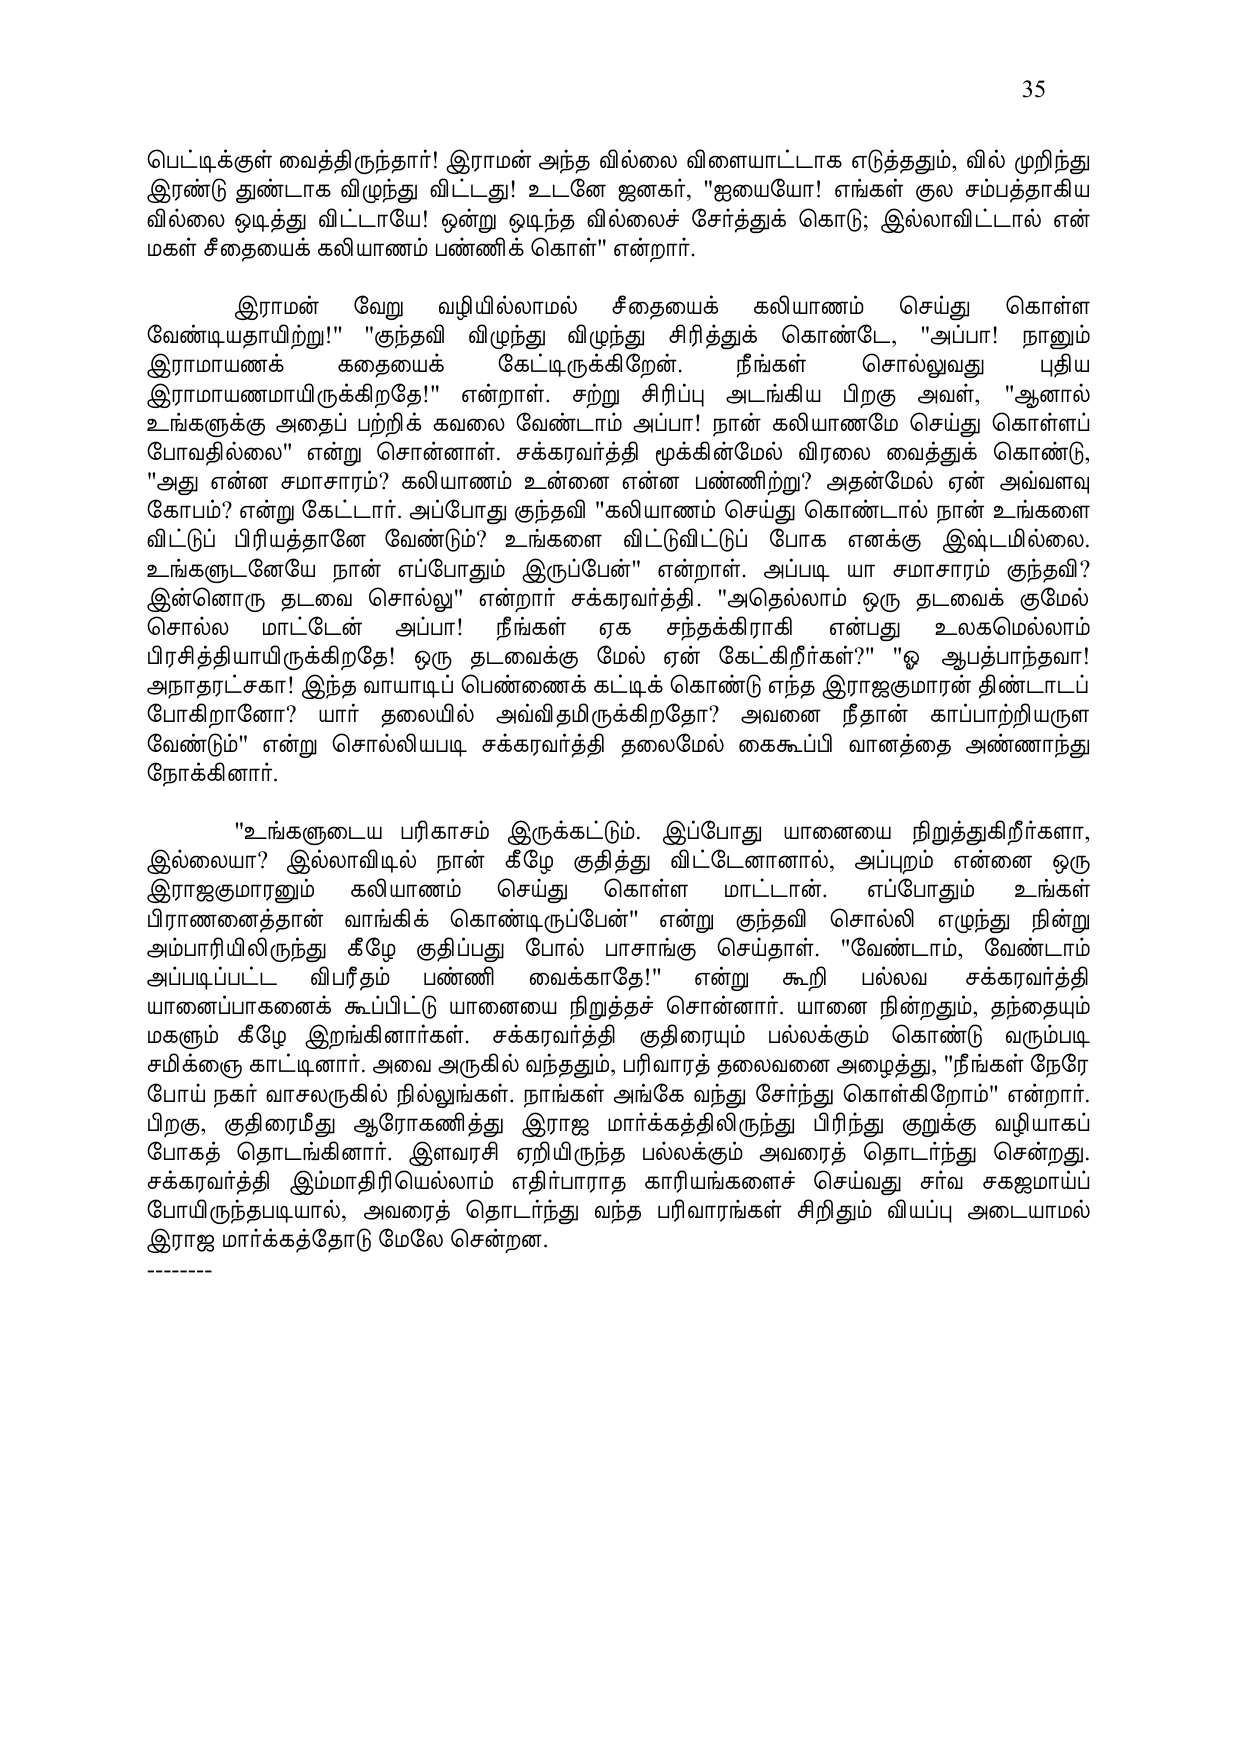 35
பெட்டிக்குள் வைத்திருந்தார்! இராமன் அந்த வில்லை விளையாட்டாக எடுத்ததும், வில் முறிந்து
இரண்டு துண்டாக விழுந்து விட்டது! உடனே ஜனகர், "ஐயையோ! எங்கள் குல சம்பத்தாகிய
வில்லை ஒடித்து விட்டாயே! ஒன்று ஒடிந்த வில்லைச் சேர்த்துக் கொடு; இல்லாவிட்டால் என்
மகள் சீதையைக் கலியாணம் பண்ணிக் கொள்" என்றார்.
இராமன் வேறு வழியில்லாமல் சீதையைக் கலியாணம் செய்து கொள்ள
வேண்டியதாயிற்று!" "குந்தவி விழுந்து விழுந்து சிரித்துக் கொண்டே, "அப்பா! நானும்
இராமாயணக் கதையைக் கேட்டிருக்கிறேன். நீங்கள் சொல்லுவது புதிய
இராமாயணமாயிருக்கிறதே!" என்றாள். சற்று சிரிப்பு அடங்கிய பிறகு அவள், "ஆனால்
உங்களுக்கு அதைப் பற்றிக் கவலை வேண்டாம் அப்பா! நான் கலியாணமே செய்து கொள்ளப்
போவதில்லை" என்று சொன்னாள். சக்கரவர்த்தி மூக்கின்மேல் விரலை வைத்துக் கொண்டு,
"அது என்ன சமாசாரம்? கலியாணம் உன்னை என்ன பண்ணிற்று? அதன்மேல் ஏன் அவ்வளவு
கோபம்? என்று கேட்டார். அப்போது குந்தவி "கலியாணம் செய்து கொண்டால் நான் உங்களை
விட்டுப் பிரியத்தானே வேண்டும்? உங்களை விட்டுவிட்டுப் போக எனக்கு இஷ்டமில்லை.
உங்களுடனேயே நான் எப்போதும் இருப்பேன்" என்றாள். அப்படி யா சமாசாரம் குந்தவி?
இன்னொரு தடவை சொல்லு" என்றார் சக்கரவர்த்தி. "அதெல்லாம் ஒரு தடவைக் குமேல்
சொல்ல மாட்டேன் அப்பா! நீங்கள் ஏக சந்தக்கிராகி என்பது உலகமெல்லாம்
பிரசித்தியாயிருக்கிறதே! ஒரு தடவைக்கு மேல் ஏன் கேட்கிறீர்கள்?" "ஓ ஆபத்பாந்தவா!
அநாதரட்சகா! இந்த வாயாடிப் பெண்ணைக் கட்டிக் கொண்டு எந்த இராஜகுமாரன் திண்டாடப்
போகிறானோ? யார் தலையில் அவ்விதமிருக்கிறதோ? அவனை நீதான் காப்பாற்றியருள
வேண்டும்" என்று சொல்லியபடி சக்கரவர்த்தி தலைமேல் கைகூப்பி வானத்தை அண்ணாந்து
நோக்கினார்.
"உங்களுடைய பரிகாசம் இருக்கட்டும். இப்போது யானையை நிறுத்துகிறீர்களா,
இல்லையா? இல்லாவிடில் நான் கீழே குதித்து விட்டேனானால், அப்புறம் என்னை ஒரு
இராஜகுமாரனும் கலியாணம் செய்து கொள்ள மாட்டான். எப்போதும் உங்கள்
பிராணனைத்தான் வாங்கிக் கொண்டிருப்பேன்" என்று குந்தவி சொல்லி எழுந்து நின்று
அம்பாரியிலிருந்து கீழே குதிப்பது போல் பாசாங்கு செய்தாள். "வேண்டாம், வேண்டாம்
அப்படிப்பட்ட விபரீதம் பண்ணி வைக்காதே!" என்று கூறி பல்லவ சக்கரவர்த்தி
யானைப்பாகனைக் கூப்பிட்டு யானையை நிறுத்தச் சொன்னார். யானை நின்றதும், தந்தையும்
மகளும் கீழே இறங்கினார்கள். சக்கரவர்த்தி குதிரையும் பல்லக்கும் கொண்டு வரும்படி
சமிக்ஞை காட்டினார். அவை அருகில் வந்ததும், பரிவாரத் தலைவனை அழைத்து, "நீங்கள் நேரே
போய் நகர் வாசலருகில் நில்லுங்கள். நாங்கள் அங்கே வந்து சேர்ந்து கொள்கிறோம்" என்றார்.
பிறகு, குதிரைமீது ஆரோகணித்து இராஜ மார்க்கத்திலிருந்து பிரிந்து குறுக்கு வழியாகப்
போகத் தொடங்கினார். இளவரசி ஏறியிருந்த பல்லக்கும் அவரைத் தொடர்ந்து சென்றது.
சக்கரவர்த்தி இம்மாதிரியெல்லாம் எதிர்பாராத காரியங்களைச் செய்வது சர்வ சகஜமாய்ப்
போயிருந்தபடியால், அவரைத் தொடர்ந்து வந்த பரிவாரங்கள் சிறிதும் வியப்பு அடையாமல்
இராஜ மார்க்கத்தோடு மேலே சென்றன.
--------